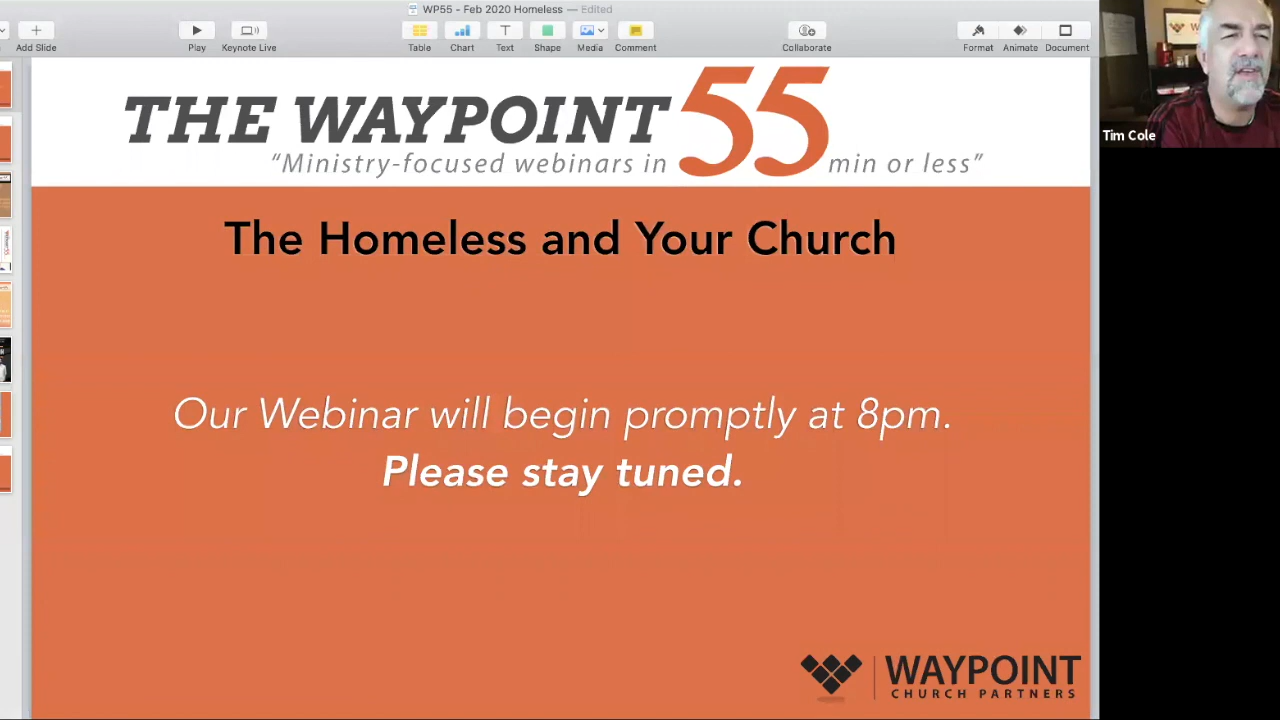 WP55 - Feb 2020 Homeless — Edited
Add Slide
Play
Keynote Live
Table
Chart
Text
Shape
Media
Comment
Collaborate
Format
Animate
Document
THE WAYPOINT 55
“Ministry-focused webinars in
min or less”
Tim Cole
The Homeless and Your Church
Our Webinar will begin promptly at 8pm.
Please stay tuned.
WAYPOINT
CHURCH PARTNERS